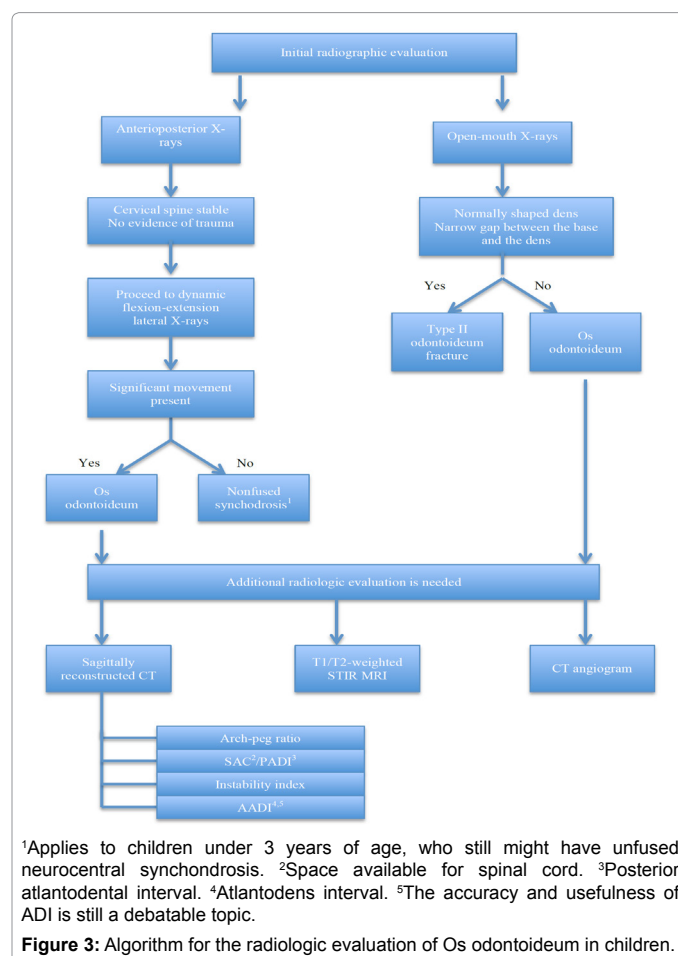 Initial radiographic evaluation
Anterioposterior X-
rays
Open-mouth X-rays
Cervical spine stable
No evidence of trauma
Normally shaped dens
Narrow gap between the base
and the dens
Proceed to dynamic
flexion-extension
lateral X-rays
Yes
No
Type II
odontoideum
fracture
Os
odontoideum
Significant movement
present
Yes
No
Os
odontoideum
Nonfused
synchodrosis¹
Additional radiologic evaluation is needed
Sagittally
reconstructed CT
T1/T2-weighted
STIR MRI
CT angiogram
Arch-peg ratio
SAC²/PADI³
Instability index
AADI⁴,⁵
¹Applies to children under 3 years of age, who still might have unfused
neurocentral synchondrosis. ²Space available for spinal cord. ³Posterior
atlantodental interval. ⁴Atlantodens interval. ⁵The accuracy and usefulness of
ADI is still a debatable topic.
Figure 3: Algorithm for the radiologic evaluation of Os odontoideum in children.